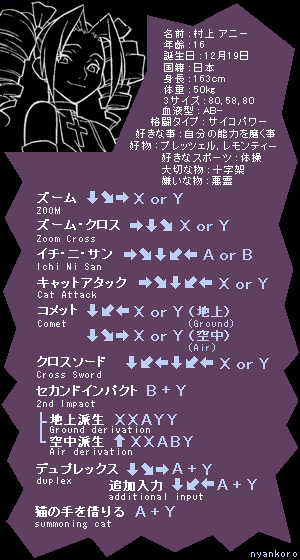 名前：村上 アニー
年齢：16
誕生日：12月19日
国籍：日本
身長：163cm
体重：50kg
3サイズ：80,58,80
血液型：AB-
格闘タイプ：サイコパワー
好きな事：自分の能力を磨く事
好物：プレッツェル、レモンティー
好きなスポーツ：体操
大切な物：十字架
嫌いな物：悪霊
ズーム ⬇⬊➡ X or Y
ZOOM
ズーム・クロス ➡⬇⬊ X or Y
Zoom Cross
イチ・ニ・サン ➡⬊⬇⬋⬅ A or B
Ichi Ni San
キャットアタック ➡⬊⬇⬋⬅ X or Y
Cat Attack
コメット ⬇⬋⬅ X or Y (地上)
Comet (Ground)
⬇⬊➡ X or Y (空中)
(Air)
クロスソード ⬇⬋⬅⬇⬋⬅ X or Y
Cross Sword
セカンドインパクト B + Y
2nd Impact
地上派生 XXAYY
Ground derivation
空中派生 ⬆XXABY
Air derivation
デュプレックス ⬇⬊➡ A + Y
duplex
追加入力 ⬇⬋⬅ A + Y
additional input
猫の手を借りる A + Y
summoning cat
nyankoro